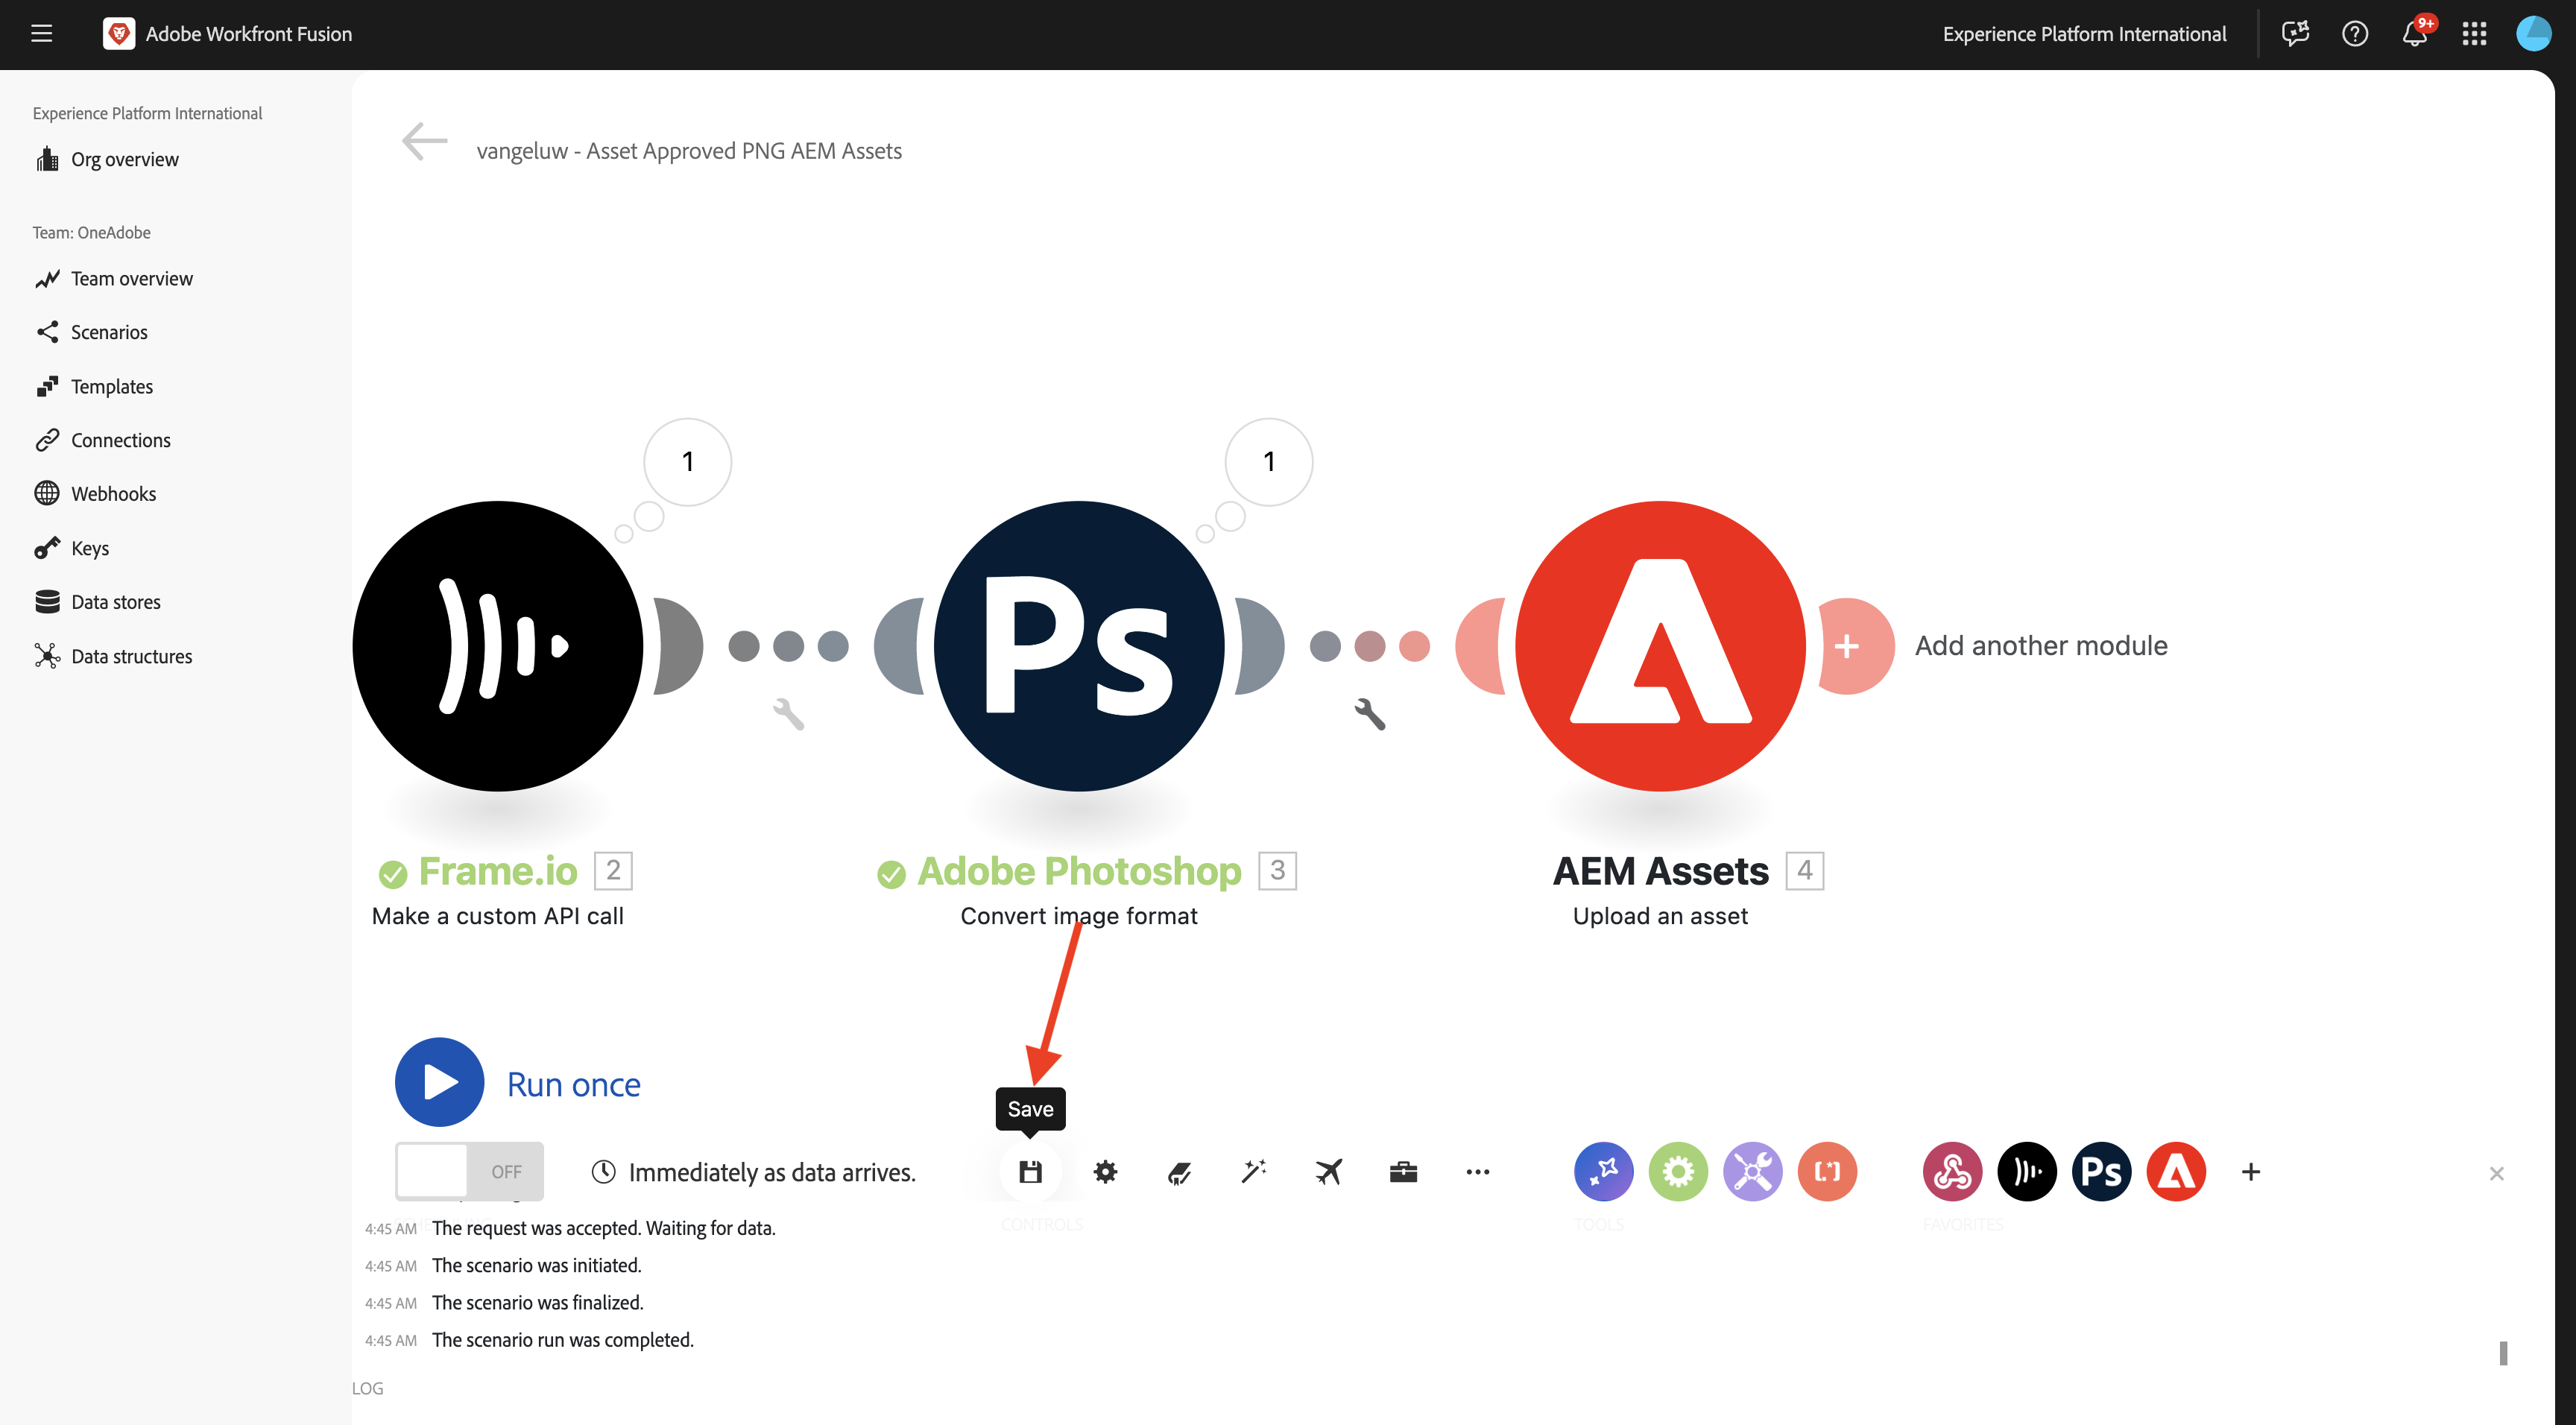 Adobe Workfront Fusion
Experience Platform International
9+
Experience Platform International
Org overview
Team: OneAdobe
Team overview
Scenarios
Templates
Connections
Webhooks
Keys
Data stores
Data structures
vangeluw - Asset Approved PNG AEM Assets
1
1
Ps
Add another module
Frame.io 2
Make a custom API call
Adobe Photoshop 3
Convert image format
AEM Assets 4
Upload an asset
Run once
Save
OFF
Immediately as data arrives.
[.*]
Ps
CONTROLS
TOOLS
FAVORITES
4:45 AM The request was accepted. Waiting for data.
4:45 AM The scenario was initiated.
4:45 AM The scenario was finalized.
4:45 AM The scenario run was completed.
LOG